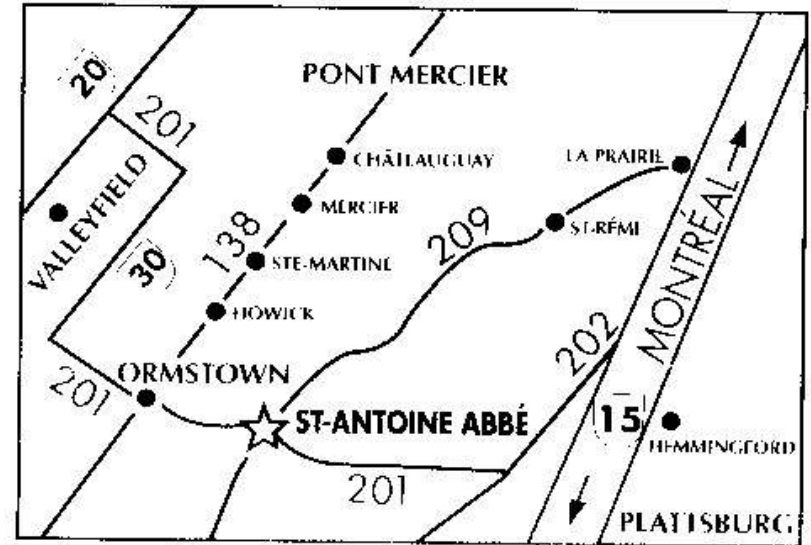 20
201
PONT MERCIER
CHÂTLAUGUAY
LA PRAIRIE
VALLEYFIELD
MERCIER
138
209
ST-RÉMI
MONTRÉAL
30
STE-MARTINE
HOWICK
202
ORMSTOWN
201
ST-ANTOINE ABBÉ
15
HEMMINGFORD
201
PLATTSBURG